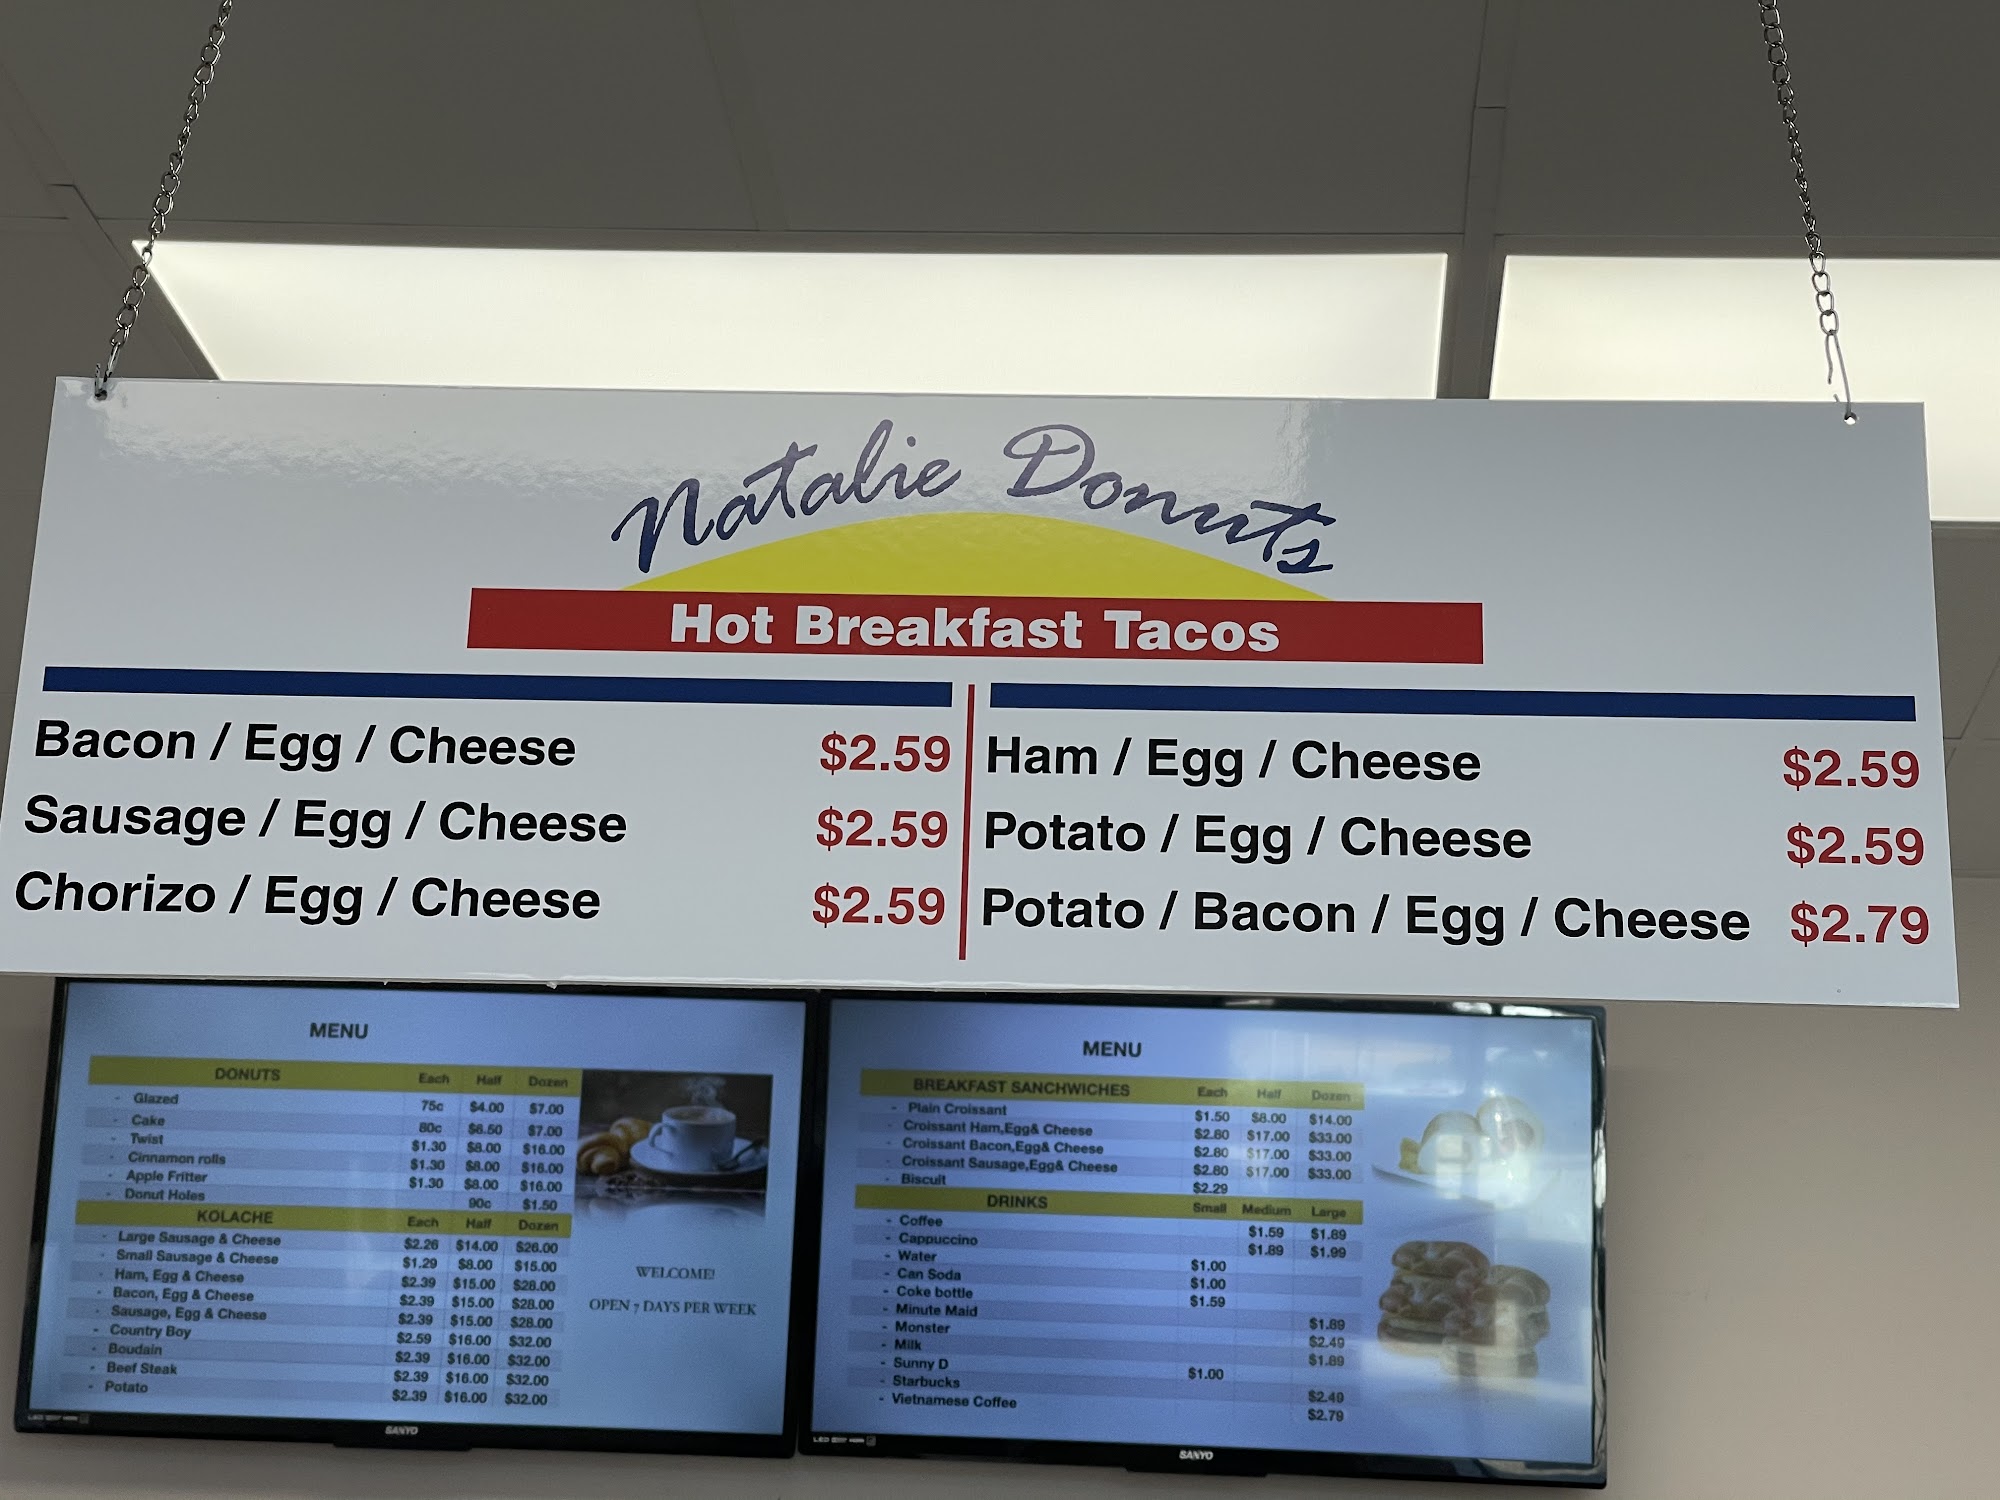 Natalie Donuts
Hot Breakfast Tacos
Bacon / Egg / Cheese $2.59
Sausage / Egg / Cheese $2.59
Chorizo / Egg / Cheese $2.59
Ham / Egg / Cheese $2.59
Potato / Egg / Cheese $2.59
Potato / Bacon / Egg / Cheese $2.79
MENU
DONUTS Each Half Dozen
- Glazed 75c $4.00 $7.00
- Cake 80c $6.50 $7.00
- Twist $1.30 $8.00 $16.00
- Cinnamon rolls $1.30 $8.00 $16.00
- Apple Fritter $1.30 $8.00 $16.00
- Donut Holes 90c $1.50
KOLACHE Each Half Dozen
- Large Sausage & Cheese $2.26 $14.00 $26.00
- Small Sausage & Cheese $1.29 $8.00 $15.00
- Ham, Egg & Cheese $2.39 $15.00 $28.00
- Bacon, Egg & Cheese $2.39 $15.00 $28.00
- Sausage, Egg & Cheese $2.39 $15.00 $28.00
- Country Boy $2.59 $16.00 $32.00
- Boudain $2.39 $16.00 $32.00
- Beef Steak $2.39 $16.00 $32.00
- Potato $2.39 $16.00 $32.00
WELCOME!
OPEN 7 DAYS PER WEEK
SANYO
MENU
BREAKFAST SANCHWICHES Each Half Dozen
- Plain Croissant $1.50 $8.00 $14.00
- Croissant Ham,Egg& Cheese $2.80 $17.00 $33.00
- Croissant Bacon,Egg& Cheese $2.80 $17.00 $33.00
- Croissant Sausage,Egg& Cheese $2.80 $17.00 $33.00
- Biscuit $2.29
DRINKS Small Medium Large
- Coffee $1.59 $1.89
- Cappuccino $1.89 $1.99
- Water $1.00
- Can Soda $1.00
- Coke bottle $1.59
- Minute Maid $1.89
- Monster $2.49
- Milk $1.89
- Sunny D $1.00
- Starbucks $2.49
- Vietnamese Coffee $2.79
SANYO